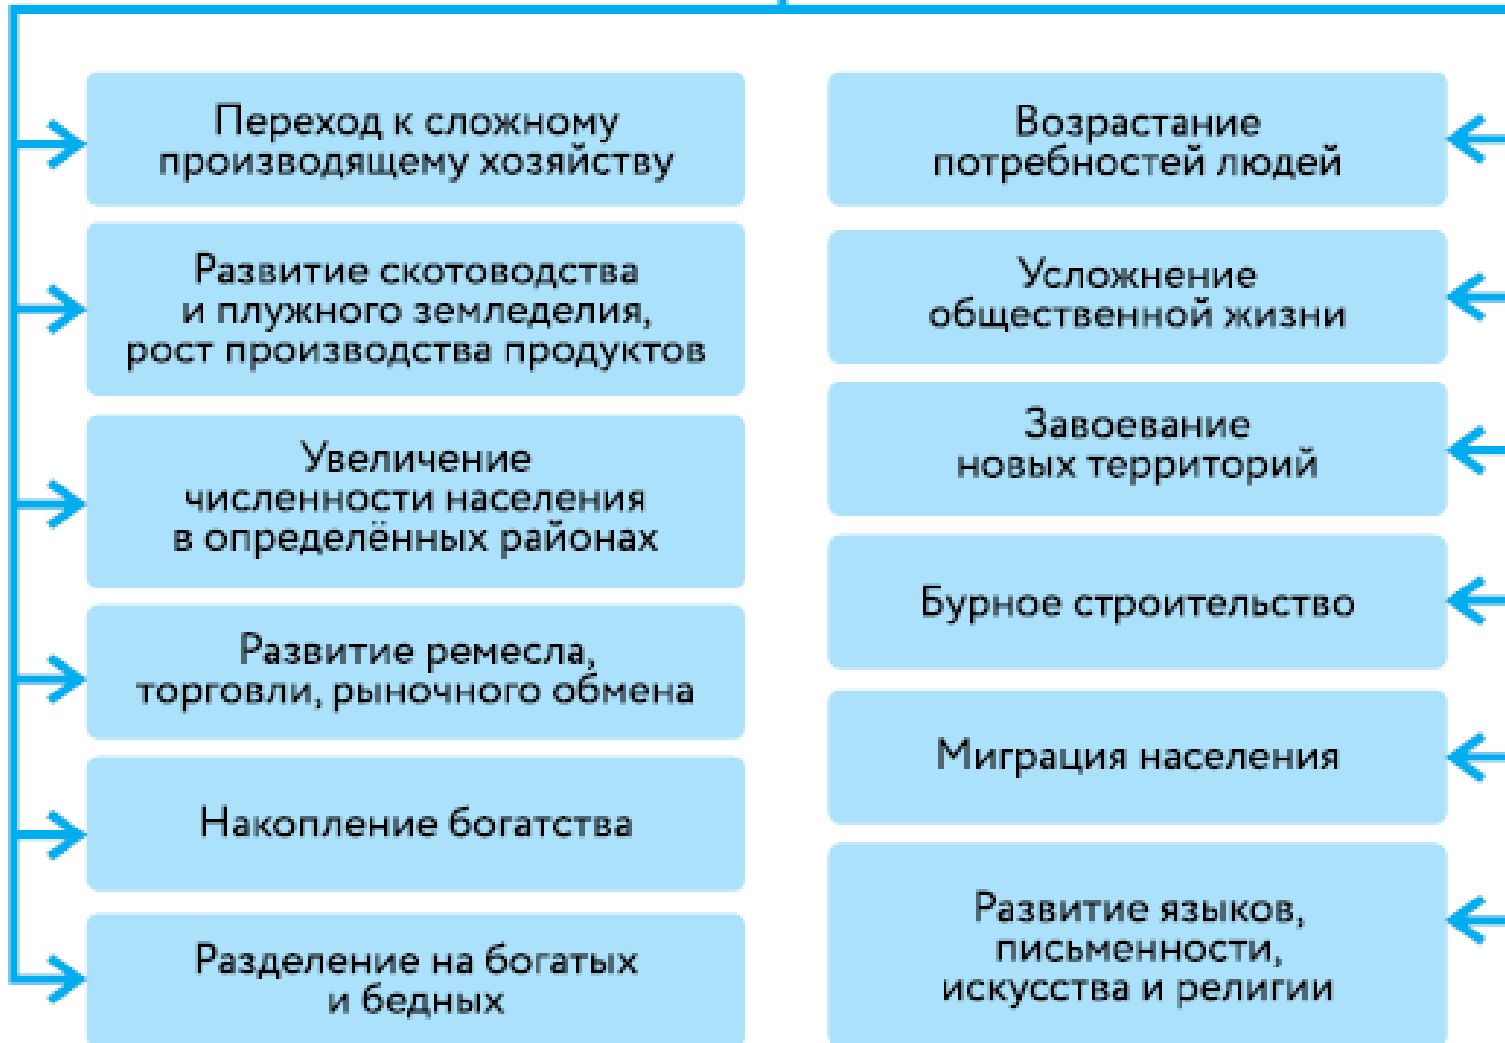 Переход к сложному
производящему хозяйству
Развитие скотоводства
и плужного земледелия,
рост производства продуктов
Увеличение
численности населения
в определённых районах
Развитие ремесла,
торговли, рыночного обмена
Накопление богатства
Разделение на богатых
и бедных
Возрастание
потребностей людей
Усложнение
общественной жизни
Завоевание
новых территорий
Бурное строительство
Миграция населения
Развитие языков,
письменности,
искусства и религии